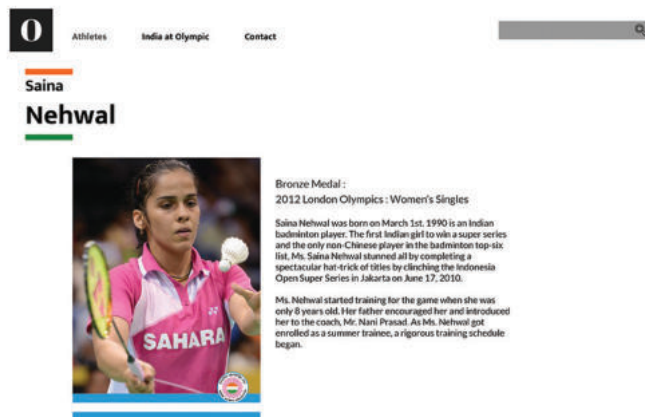 O
Athletes
India at Olympic
Contact
Saina
Nehwal
Bronze Medal :
2012 London Olympics : Women's Singles
Saina Nehwal was born on March 1st, 1990 is an Indian
badminton player. The first Indian girl to win a super series
and the only non-Chinese player in the badminton top-six
list, Ms. Saina Nehwal stunned all by completing a
spectacular hat-trick of titles by clinching the Indonesia
Open Super Series in Jakarta on June 17, 2010.
Ms. Nehwal started training for the game when she was
only 8 years old. Her father encouraged her and introduced
her to the coach, Mr. Nani Prasad. As Ms. Nehwal got
enrolled as a summer trainee, a rigorous training schedule
began.
SAHARA